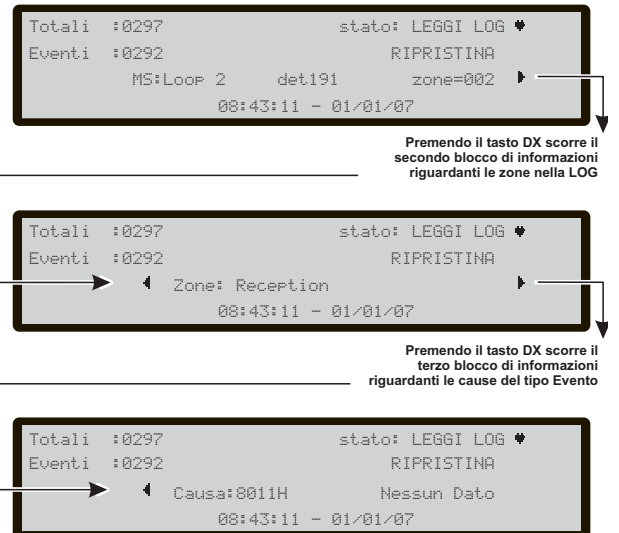 Totali :0297 stato: LEGGI LOG ♥
Eventi :0292 RIPRISTINA
MS:Loop 2 det191 zone=002
08:43:11 - 01/01/07
Premendo il tasto DX scorre il
secondo blocco di informazioni
riguardanti le zone nella LOG
Totali :0297 stato: LEGGI LOG ♥
Eventi :0292 RIPRISTINA
Zone: Reception
08:43:11 - 01/01/07
Premendo il tasto DX scorre il
terzo blocco di informazioni
riguardanti le cause del tipo Evento
Totali :0297 stato: LEGGI LOG ♥
Eventi :0292 RIPRISTINA
Causa:8011H Nessun Dato
08:43:11 - 01/01/07